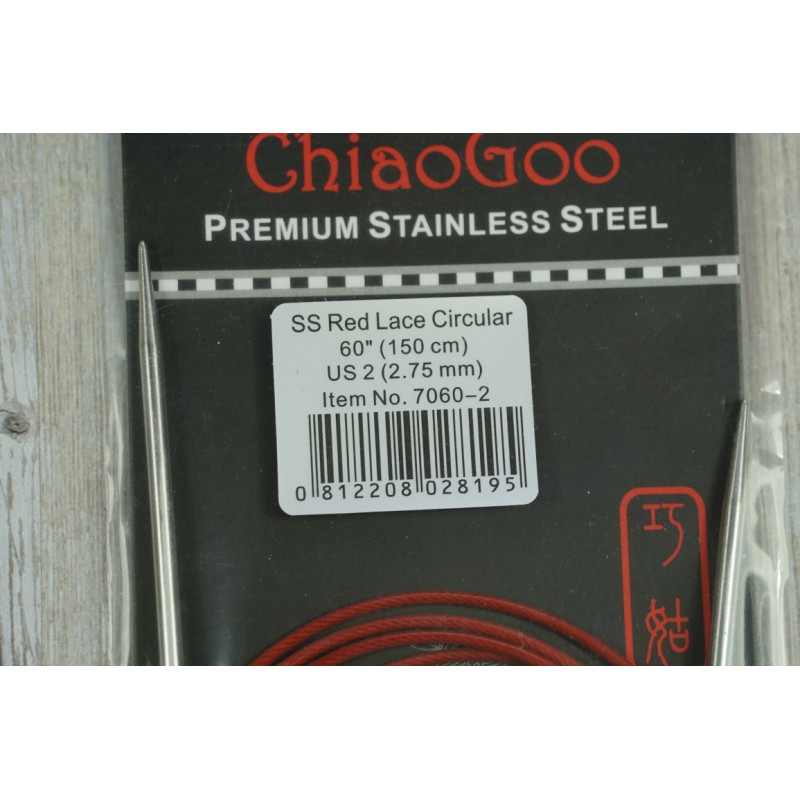 ChiaoGoo
PREMIUM STAINLESS STEEL
SS Red Lace Circular
60" (150 cm)
US 2 (2.75 mm)
Item No. 7060-2
0 812208 028195
巧
姑